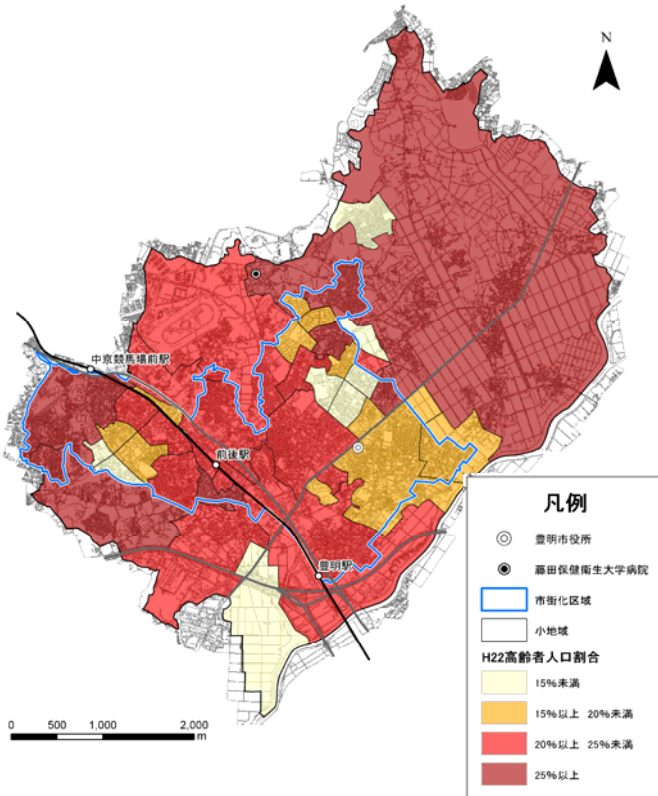 N
中京競馬場前駅
前後駅
豊明駅
凡例
豊明市役所
藤田保健衛生大学病院
市街化区域
小地域
H22高齢者人口割合
15%未満
15%以上 20%未満
20%以上 25%未満
25%以上
0 500 1,000 2,000
m